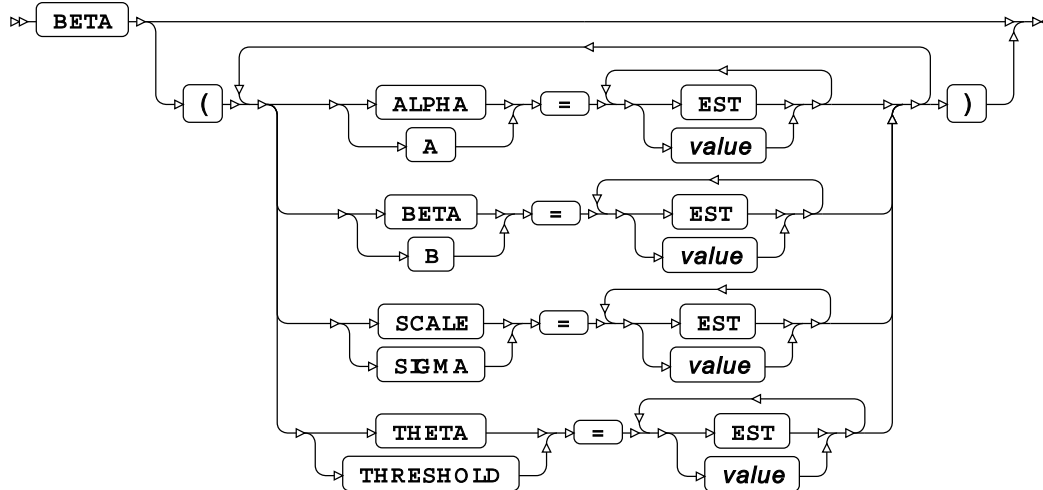 BETA
( ALPHA = EST )
A value
BETA = EST
B value
SCALE = EST
SIGMA value
THETA = EST
THRESHOLD value